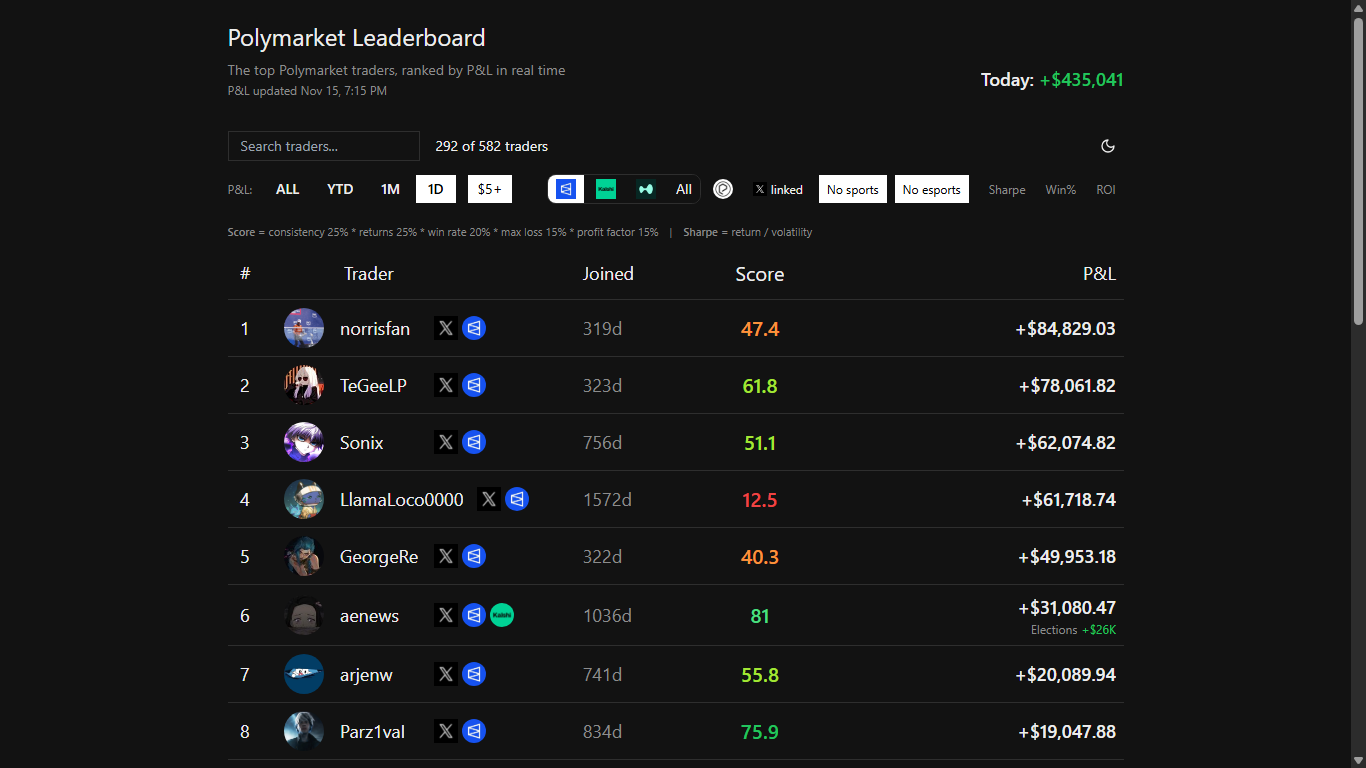 Polymarket Leaderboard
The top Polymarket traders, ranked by P&L in real time
P&L updated Nov 15, 7:15 PM
Today: +$435,041
Search traders... 292 of 582 traders
P&L: ALL YTD 1M 1D $5+ Kalshi All X linked No sports No esports Sharpe Win% ROI
Score = consistency 25% * returns 25% * win rate 20% * max loss 15% * profit factor 15% | Sharpe = return / volatility
# Trader Joined Score P&L
1 norrisfan X 319d 47.4 +$84,829.03
2 TeGeeLP X 323d 61.8 +$78,061.82
3 Sonix X 756d 51.1 +$62,074.82
4 LlamaLoco0000 X 1572d 12.5 +$61,718.74
5 GeorgeRe X 322d 40.3 +$49,953.18
6 aenews X Kalshi 1036d 81 +$31,080.47
Elections +$26K
7 arjenw X 741d 55.8 +$20,089.94
8 Parz1val X 834d 75.9 +$19,047.88